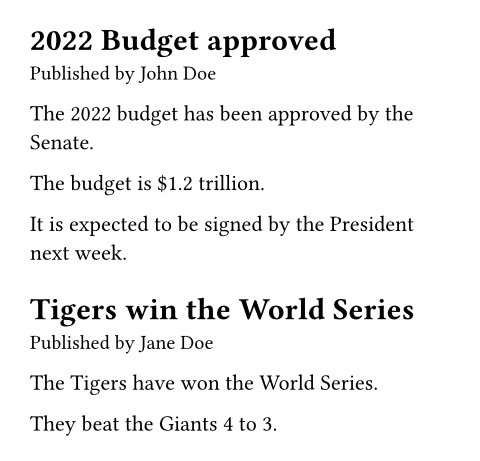 2022 Budget approved
Published by John Doe
The 2022 budget has been approved by the
Senate.
The budget is $1.2 trillion.
It is expected to be signed by the President
next week.
Tigers win the World Series
Published by Jane Doe
The Tigers have won the World Series.
They beat the Giants 4 to 3.